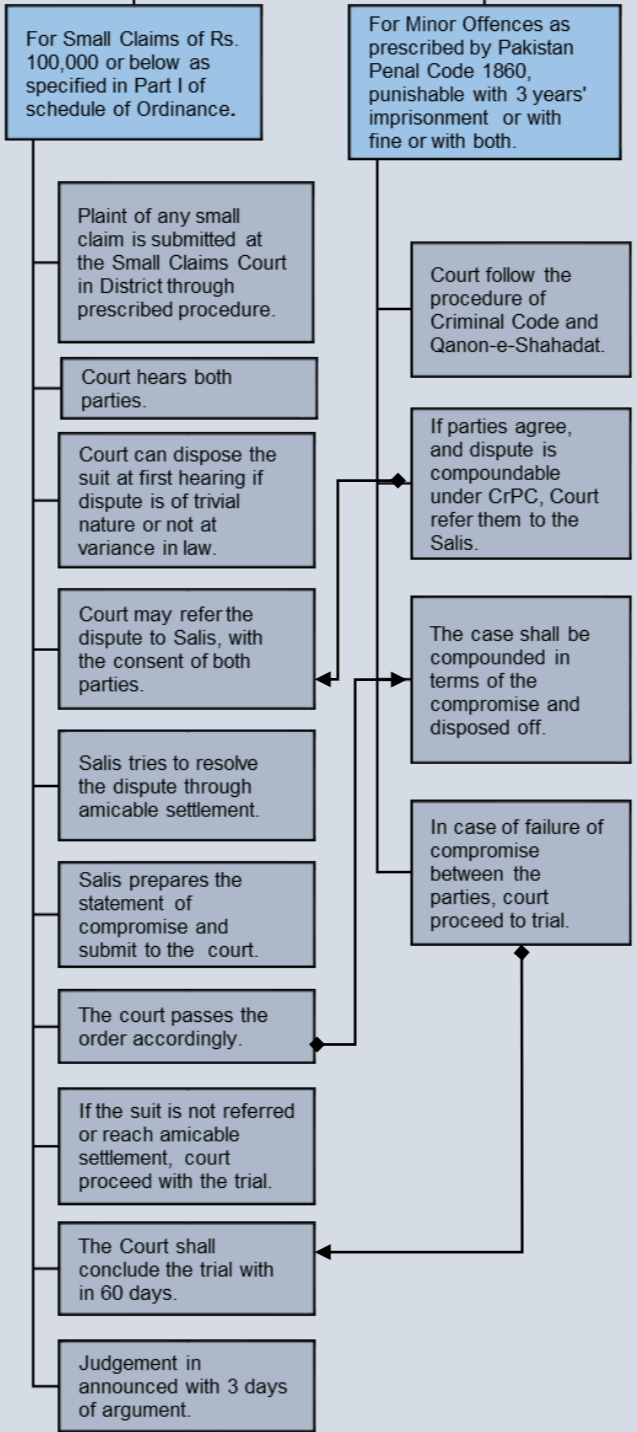 For Small Claims of Rs.
100,000 or below as
specified in Part I of
schedule of Ordinance.
Plaint of any small
claim is submitted at
the Small Claims Court
in District through
prescribed procedure.
Court hears both
parties.
Court can dispose the
suit at first hearing if
dispute is of trivial
nature or not at
variance in law.
Court may refer the
dispute to Salis, with
the consent of both
parties.
Salis tries to resolve
the dispute through
amicable settlement.
Salis prepares the
statement of
compromise and
submit to the court.
The court passes the
order accordingly.
If the suit is not referred
or reach amicable
settlement, court
proceed with the trial.
The Court shall
conclude the trial with
in 60 days.
Judgement in
announced with 3 days
of argument.
For Minor Offences as
prescribed by Pakistan
Penal Code 1860,
punishable with 3 years'
imprisonment or with
fine or with both.
Court follow the
procedure of
Criminal Code and
Qanon-e-Shahadat.
If parties agree,
and dispute is
compoundable
under CrPC, Court
refer them to the
Salis.
The case shall be
compounded in
terms of the
compromise and
disposed off.
In case of failure of
compromise
between the
parties, court
proceed to trial.